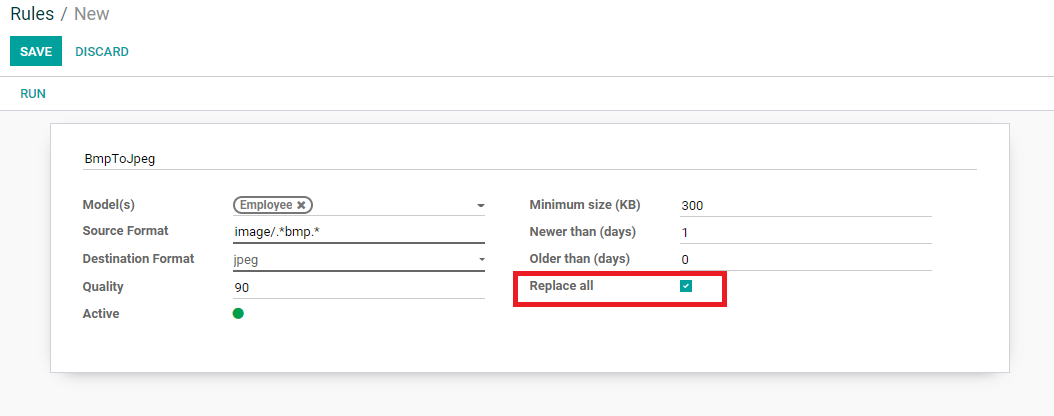 Rules / New
SAVE DISCARD
RUN
BmpToJpeg
Model(s) Employee ×
Source Format image/.*bmp.*
Destination Format jpeg
Quality 90
Active
Minimum size (KB) 300
Newer than (days) 1
Older than (days) 0
Replace all